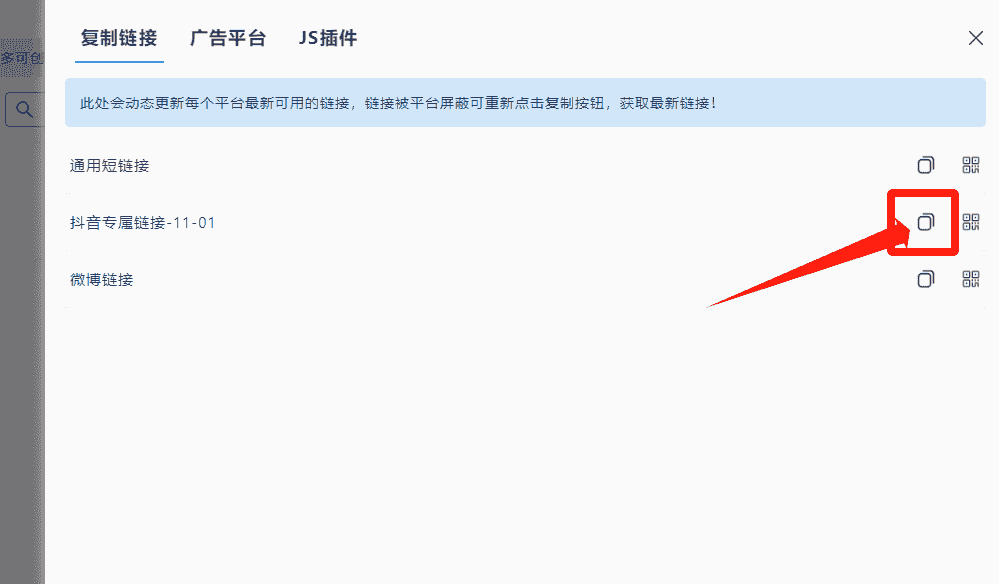 复制链接 广告平台 JS插件
多可创
此处会动态更新每个平台最新可用的链接，链接被平台屏蔽可重新点击复制按钮，获取最新链接！
通用短链接
抖音专属链接-11-01
微博链接